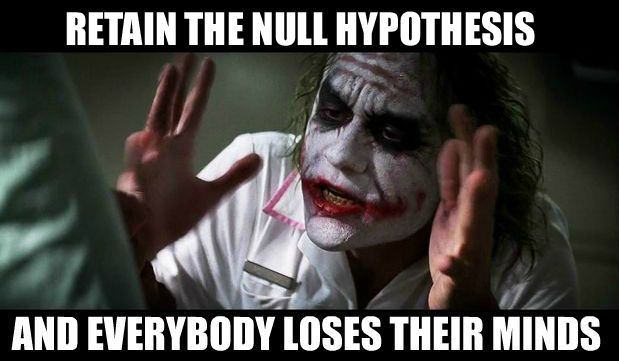 RETAIN THE NULL HYPOTHESIS
AND EVERYBODY LOSES THEIR MINDS